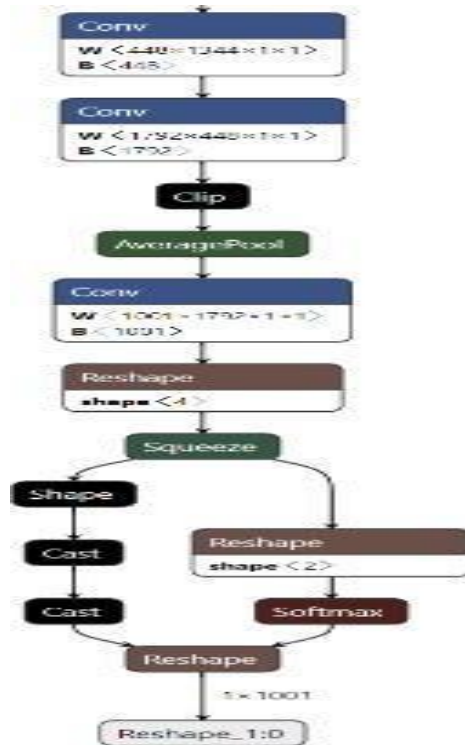 Conv
W <448×1344×1×1>
B <448>
Conv
W <1792×448×1×1>
B <1792>
Clip
AveragePool
Conv
W <1001×1792×1×1>
B <1001>
Reshape
shape <4>
Squeeze
Shape
Reshape
shape <2>
Cast
Cast
Softmax
Reshape
1×1001
Reshape_1:0